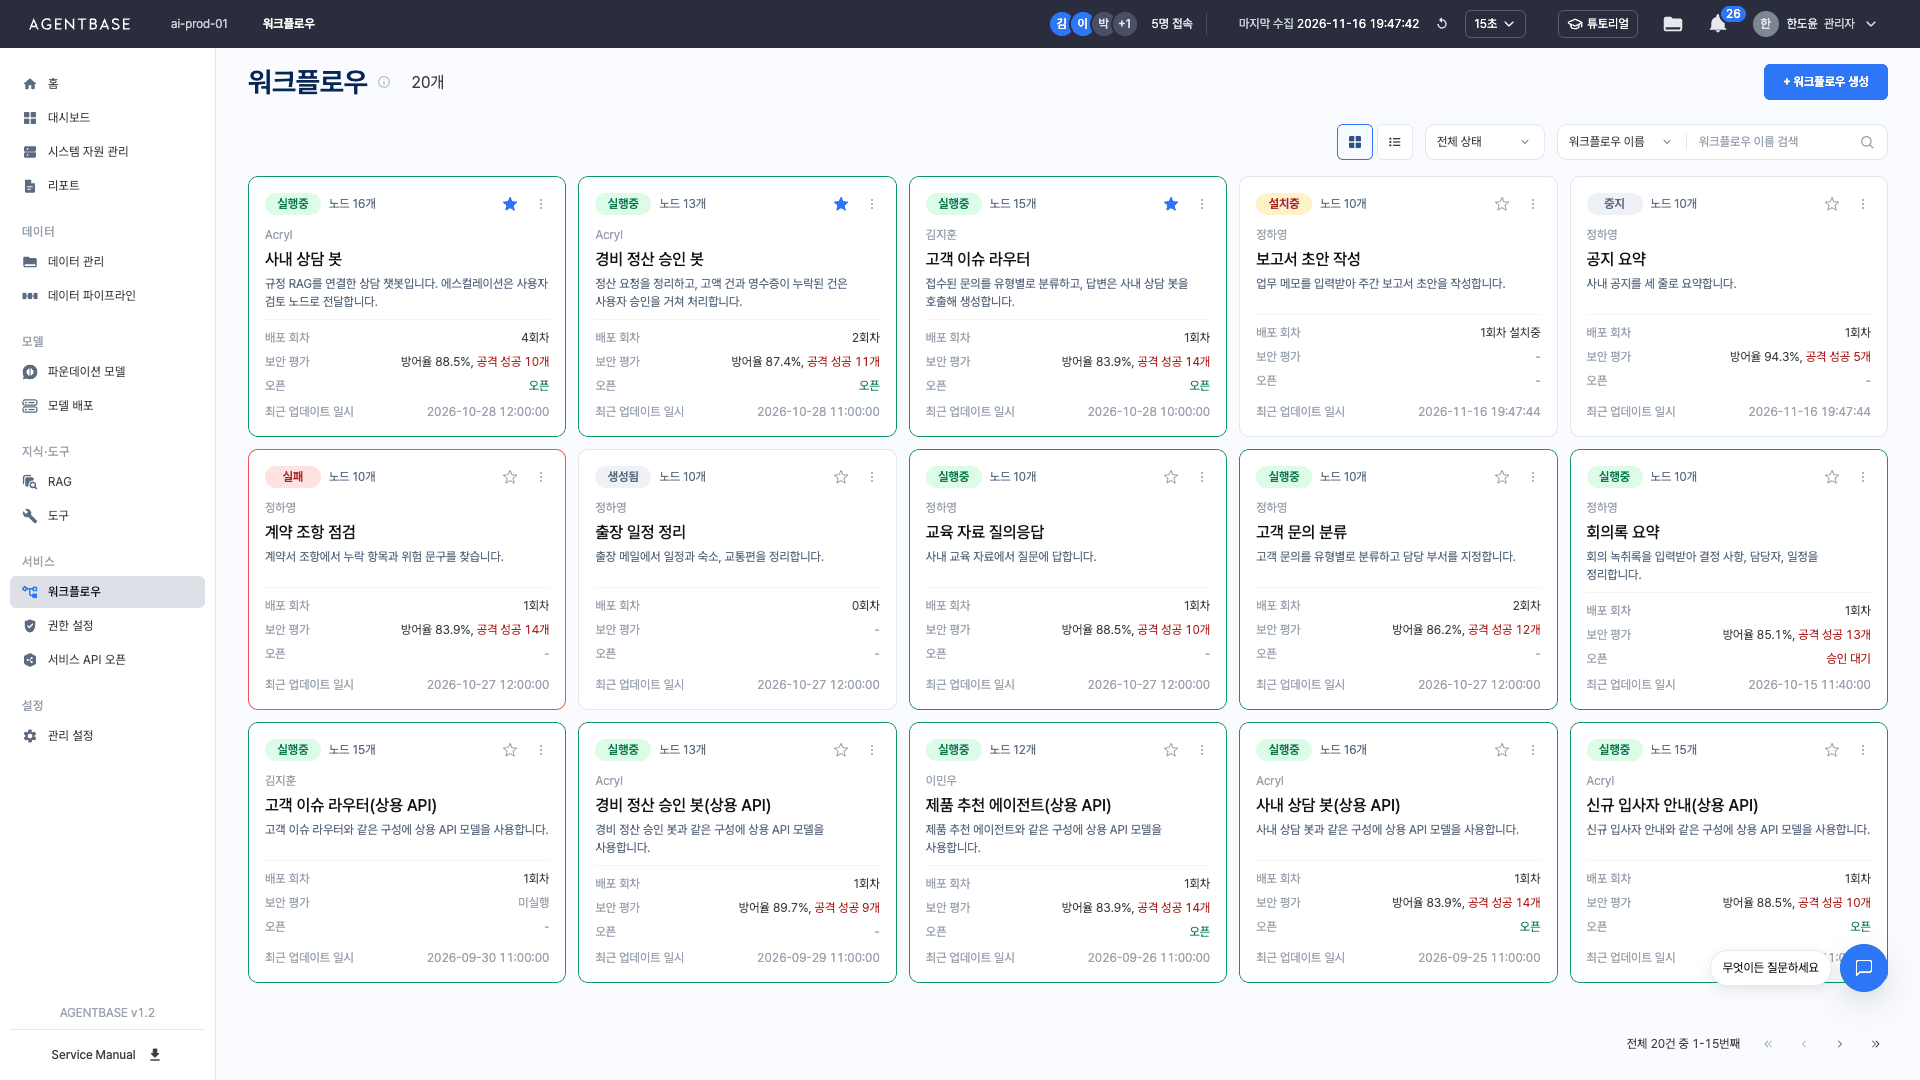 AGENTBASE
ai-prod-01
워크플로우
김 이 박 +1 5명 접속
마지막 수집 2026-11-16 19:47:42
15초
튜토리얼
26
한 한도윤 관리자
홈
대시보드
시스템 자원 관리
리포트
데이터
데이터 관리
데이터 파이프라인
모델
파운데이션 모델
모델 배포
지식·도구
RAG
도구
서비스
워크플로우
권한 설정
서비스 API 오픈
설정
관리 설정
AGENTBASE v1.2
Service Manual
워크플로우 20개
+ 워크플로우 생성
전체 상태
워크플로우 이름
워크플로우 이름 검색
실행중 노드 16개
Acryl
사내 상담 봇
규정 RAG를 연결한 상담 챗봇입니다. 에스컬레이션은 사용자
검토 노드로 전달합니다.
배포 회차 4회차
보안 평가 방어율 88.5%, 공격 성공 10개
오픈 오픈
최근 업데이트 일시 2026-10-28 12:00:00
실행중 노드 13개
Acryl
경비 정산 승인 봇
정산 요청을 정리하고, 고액 건과 영수증이 누락된 건은
사용자 승인을 거쳐 처리합니다.
배포 회차 2회차
보안 평가 방어율 87.4%, 공격 성공 11개
오픈 오픈
최근 업데이트 일시 2026-10-28 11:00:00
실행중 노드 15개
김지훈
고객 이슈 라우터
접수된 문의를 유형별로 분류하고, 답변은 사내 상담 봇을
호출해 생성합니다.
배포 회차 1회차
보안 평가 방어율 83.9%, 공격 성공 14개
오픈 오픈
최근 업데이트 일시 2026-10-28 10:00:00
설치중 노드 10개
정하영
보고서 초안 작성
업무 메모를 입력받아 주간 보고서 초안을 작성합니다.
배포 회차 1회차 설치중
보안 평가 -
오픈 -
최근 업데이트 일시 2026-11-16 19:47:44
중지 노드 10개
정하영
공지 요약
사내 공지를 세 줄로 요약합니다.
배포 회차 1회차
보안 평가 방어율 94.3%, 공격 성공 5개
오픈 -
최근 업데이트 일시 2026-11-16 19:47:44
실패 노드 10개
정하영
계약 조항 점검
계약서 조항에서 누락 항목과 위험 문구를 찾습니다.
배포 회차 1회차
보안 평가 방어율 83.9%, 공격 성공 14개
오픈 -
최근 업데이트 일시 2026-10-27 12:00:00
생성됨 노드 10개
정하영
출장 일정 정리
출장 메일에서 일정과 숙소, 교통편을 정리합니다.
배포 회차 0회차
보안 평가 -
오픈 -
최근 업데이트 일시 2026-10-27 12:00:00
실행중 노드 10개
정하영
교육 자료 질의응답
사내 교육 자료에서 질문에 답합니다.
배포 회차 1회차
보안 평가 방어율 88.5%, 공격 성공 10개
오픈 -
최근 업데이트 일시 2026-10-27 12:00:00
실행중 노드 10개
정하영
고객 문의 분류
고객 문의를 유형별로 분류하고 담당 부서를 지정합니다.
배포 회차 2회차
보안 평가 방어율 86.2%, 공격 성공 12개
오픈 -
최근 업데이트 일시 2026-10-27 12:00:00
실행중 노드 10개
정하영
회의록 요약
회의 녹취록을 입력받아 결정 사항, 담당자, 일정을
정리합니다.
배포 회차 1회차
보안 평가 방어율 85.1%, 공격 성공 13개
오픈 승인 대기
최근 업데이트 일시 2026-10-15 11:40:00
실행중 노드 15개
김지훈
고객 이슈 라우터(상용 API)
고객 이슈 라우터와 같은 구성에 상용 API 모델을 사용합니다.
배포 회차 1회차
보안 평가 미실행
오픈 -
최근 업데이트 일시 2026-09-30 11:00:00
실행중 노드 13개
Acryl
경비 정산 승인 봇(상용 API)
경비 정산 승인 봇과 같은 구성에 상용 API 모델을
사용합니다.
배포 회차 1회차
보안 평가 방어율 89.7%, 공격 성공 9개
오픈 -
최근 업데이트 일시 2026-09-29 11:00:00
실행중 노드 12개
이민우
제품 추천 에이전트(상용 API)
제품 추천 에이전트와 같은 구성에 상용 API 모델을
사용합니다.
배포 회차 1회차
보안 평가 방어율 83.9%, 공격 성공 14개
오픈 오픈
최근 업데이트 일시 2026-09-26 11:00:00
실행중 노드 16개
Acryl
사내 상담 봇(상용 API)
사내 상담 봇과 같은 구성에 상용 API 모델을 사용합니다.
배포 회차 1회차
보안 평가 방어율 83.9%, 공격 성공 14개
오픈 오픈
최근 업데이트 일시 2026-09-25 11:00:00
실행중 노드 15개
Acryl
신규 입사자 안내(상용 API)
신규 입사자 안내와 같은 구성에 상용 API 모델을 사용합니다.
배포 회차 1회차
보안 평가 방어율 88.5%, 공격 성공 10개
오픈 오픈
최근 업데이트 일시
무엇이든 질문하세요
전체 20건 중 1-15번째